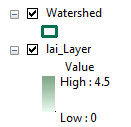 Watershed
lai_Layer
Value
High : 4.5
Low : 0